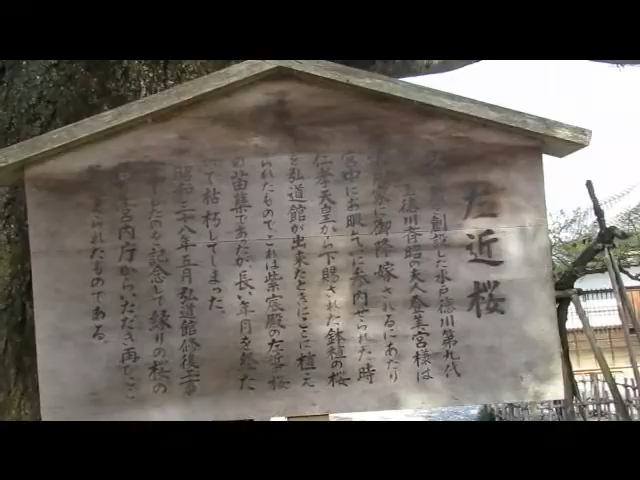 左近桜
創設した水戸徳川第九代
徳川斉昭の夫人登美宮様は
家に御降嫁されるにあたり
宮中にお暇乞に参内せられた時
仁孝天皇から下賜された鉢植の桜
を弘道館が出来たときにここに植え
られたもので、これは紫宸殿の左近桜
の苗集であるが長い年月を経た
て枯朽してしまった。
昭和三十八年五月弘道館修復工事
したのを記念して縁りの桜の
宮内庁からいただき再びここ
えられたものである。